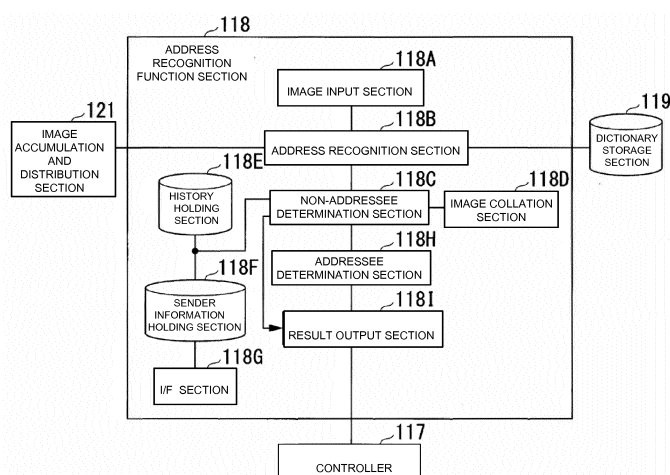 118
ADDRESS
RECOGNITION
FUNCTION SECTION
118A
IMAGE INPUT SECTION
121
IMAGE
ACCUMULATION
AND
DISTRIBUTION
SECTION
118B
ADDRESS RECOGNITION SECTION
119
DICTIONARY
STORAGE
SECTION
118E
HISTORY
HOLDING
SECTION
118C
NON-ADDRESSEE
DETERMINATION SECTION
118D
IMAGE COLLATION
SECTION
118H
ADDRESSEE
DETERMINATION SECTION
118F
SENDER
INFORMATION
HOLDING SECTION
118I
RESULT OUTPUT SECTION
118G
I/F SECTION
117
CONTROLLER